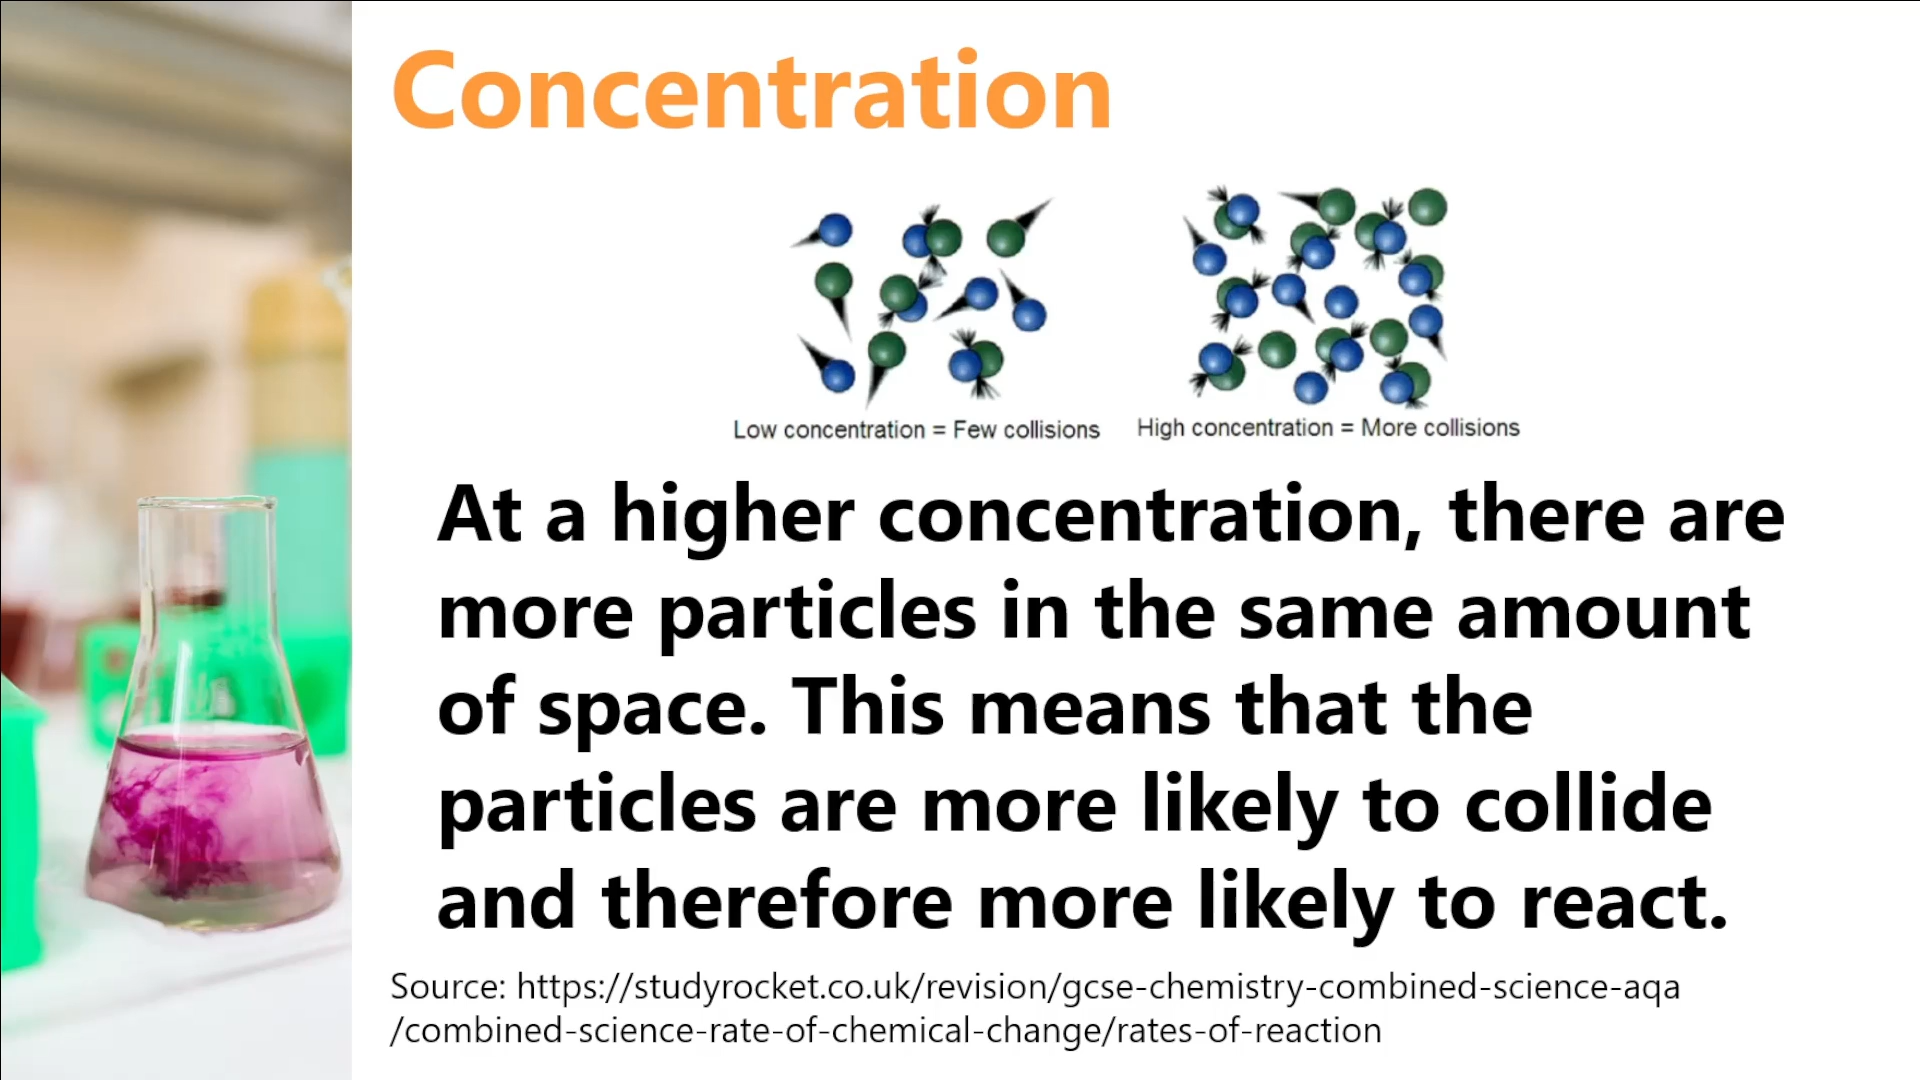 Concentration
Low concentration = Few collisions
High concentration = More collisions
At a higher concentration, there are
more particles in the same amount
of space. This means that the
particles are more likely to collide
and therefore more likely to react.
Source: https://studyrocket.co.uk/revision/gcse-chemistry-combined-science-aqa
/combined-science-rate-of-chemical-change/rates-of-reaction